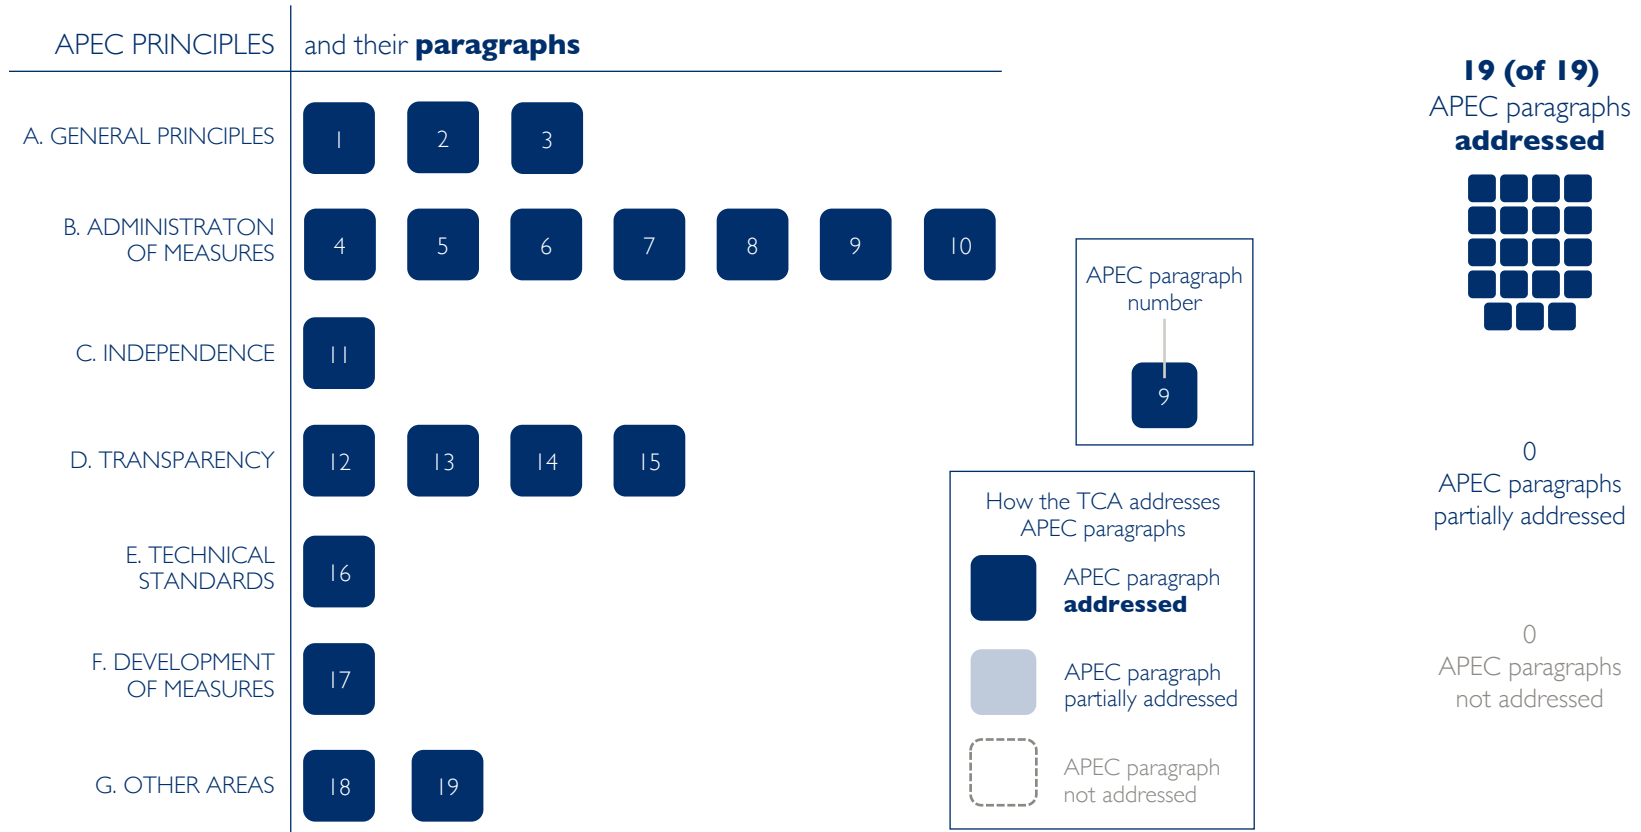 APEC PRINCIPLES and their paragraphs
A. GENERAL PRINCIPLES 1 2 3
B. ADMINISTRATON
OF MEASURES
4 5 6 7 8 9 10
C. INDEPENDENCE 11
D. TRANSPARENCY 12 13 14 15
E. TECHNICAL
STANDARDS
16
F. DEVELOPMENT
OF MEASURES
17
G. OTHER AREAS 18 19
APEC paragraph
number
9
How the TCA addresses
APEC paragraphs
APEC paragraph
addressed
APEC paragraph
partially addressed
APEC paragraph
not addressed
19 (of 19)
APEC paragraphs
addressed
0
APEC paragraphs
partially addressed
0
APEC paragraphs
not addressed